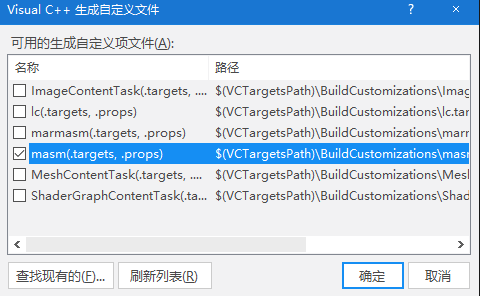 Visual C++ 生成自定义文件
可用的生成自定义项文件(A):
名称 路径
ImageContentTask(.targets, .... $(VCTargetsPath)\BuildCustomizations\Imag
lc(.targets, .props) $(VCTargetsPath)\BuildCustomizations\lc.tar
marmasm(.targets, .props) $(VCTargetsPath)\BuildCustomizations\marr
masm(.targets, .props) $(VCTargetsPath)\BuildCustomizations\masr
MeshContentTask(.targets, .... $(VCTargetsPath)\BuildCustomizations\Mesl
ShaderGraphContentTask(.ta... $(VCTargetsPath)\BuildCustomizations\Shad
查找现有的(F)... 刷新列表(R) 确定 取消